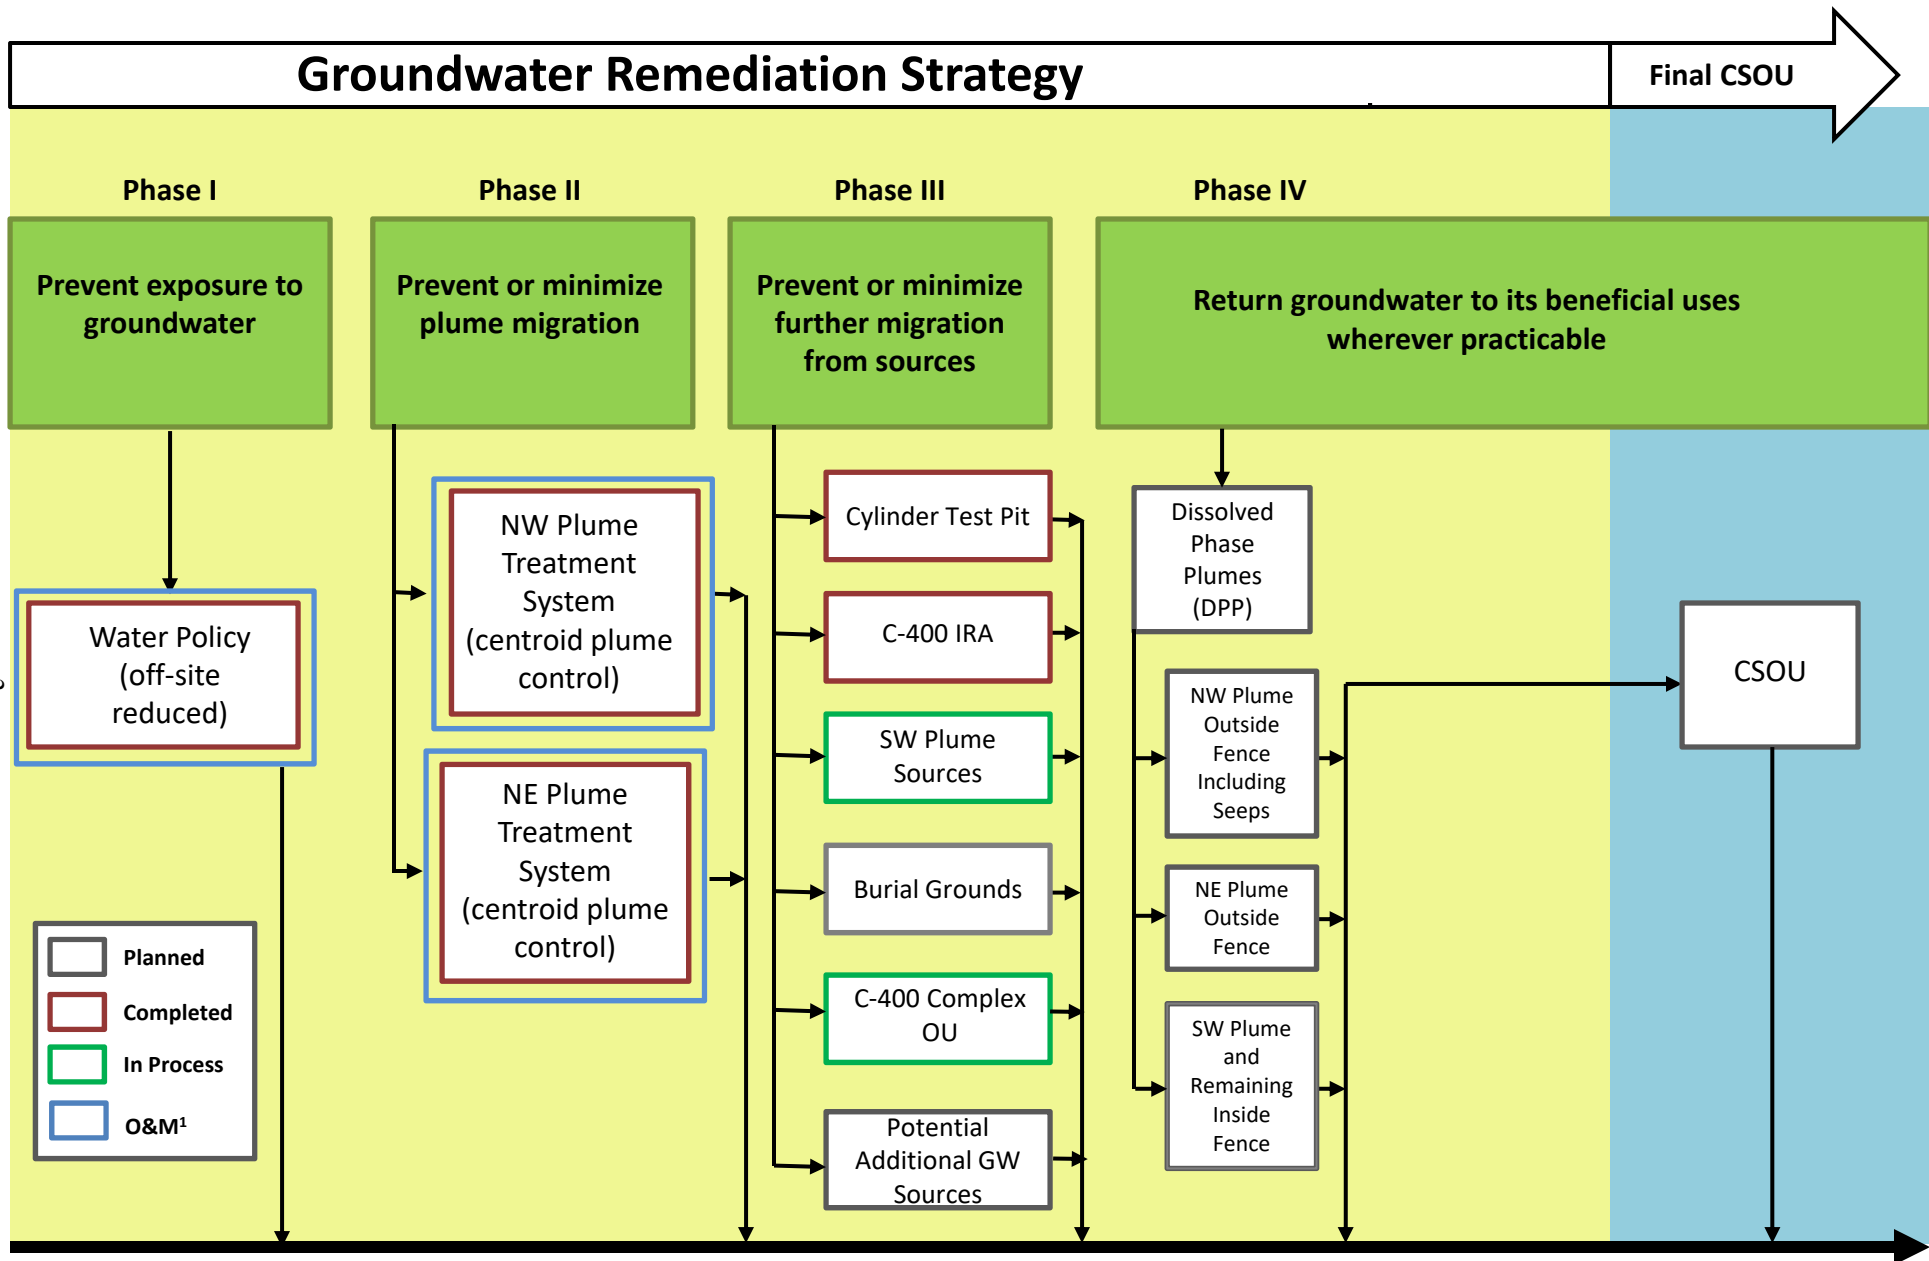 Groundwater Remediation Strategy
Final CSOU
Phase I
Phase II
Phase III
Phase IV
Prevent exposure to
groundwater
Prevent or minimize
plume migration
Prevent or minimize
further migration
from sources
Return groundwater to its beneficial uses
wherever practicable
Water Policy
(off-site
reduced)
NW Plume
Treatment
System
(centroid plume
control)
NE Plume
Treatment
System
(centroid plume
control)
Cylinder Test Pit
C-400 IRA
SW Plume
Sources
Burial Grounds
C-400 Complex
OU
Potential
Additional GW
Sources
Dissolved
Phase
Plumes
(DPP)
NW Plume
Outside
Fence
Including
Seeps
NE Plume
Outside
Fence
SW Plume
and
Remaining
Inside
Fence
CSOU
Planned
Completed
In Process
O&M¹